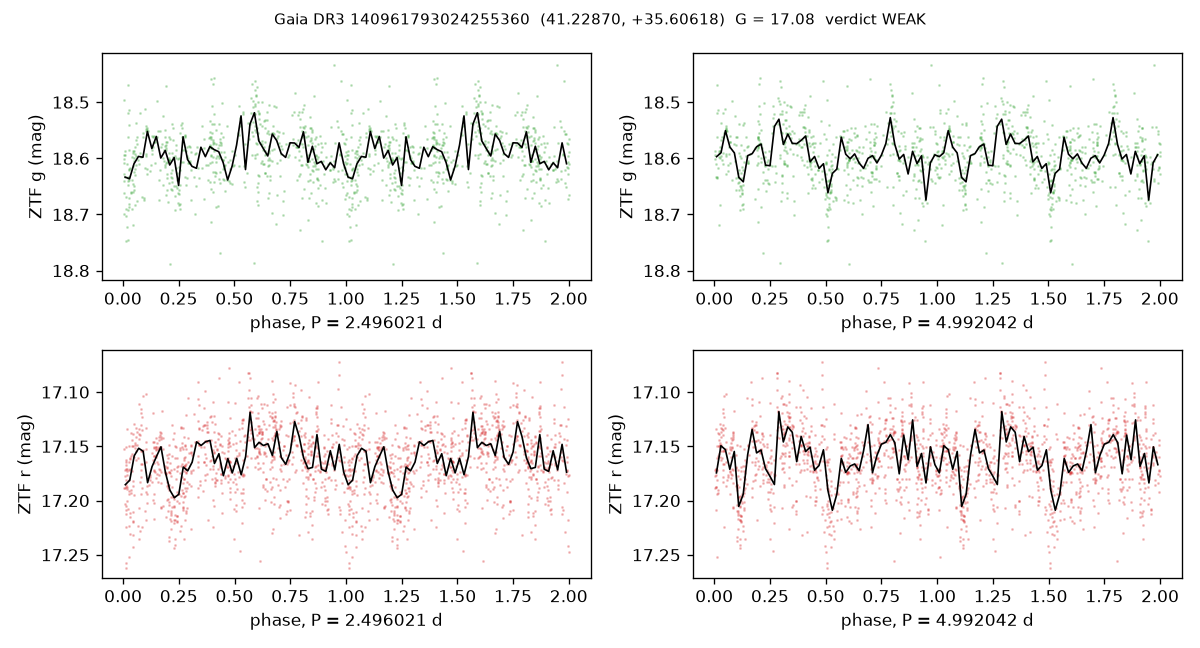 Gaia DR3 140961793024255360  (41.22870, +35.60618)  G = 17.08  verdict WEAK
ZTF g (mag)
18.5
18.6
18.7
18.8
0.00 0.25 0.50 0.75 1.00 1.25 1.50 1.75 2.00
phase, P = 2.496021 d
ZTF g (mag)
18.5
18.6
18.7
18.8
0.00 0.25 0.50 0.75 1.00 1.25 1.50 1.75 2.00
phase, P = 4.992042 d
ZTF r (mag)
17.10
17.15
17.20
17.25
0.00 0.25 0.50 0.75 1.00 1.25 1.50 1.75 2.00
phase, P = 2.496021 d
ZTF r (mag)
17.10
17.15
17.20
17.25
0.00 0.25 0.50 0.75 1.00 1.25 1.50 1.75 2.00
phase, P = 4.992042 d